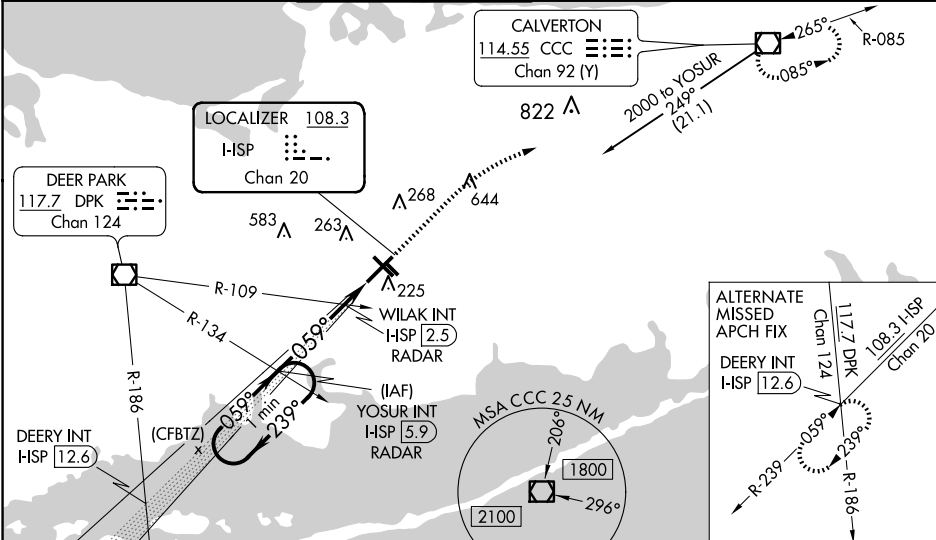 CALVERTON
114.55 CCC
Chan 92 (Y)
265°
R-085
085°
2000 to YOSUR
249°
(21.1)
822
LOCALIZER 108.3
I-ISP
Chan 20
DEER PARK
117.7 DPK
Chan 124
583
263
268
644
225
R-109
R-134
R-186
WILAK INT
I-ISP 2.5
RADAR
059°
059°
1 min
239°
(IAF)
YOSUR INT
I-ISP 5.9
RADAR
(CFBTZ)
x
DEERY INT
I-ISP 12.6
MSA CCC 25 NM
206°
1800
296°
2100
ALTERNATE
MISSED
APCH FIX
117.7 DPK
Chan 124
108.3 I-ISP
Chan 20
DEERY INT
I-ISP 12.6
059°
239°
R-239
R-186